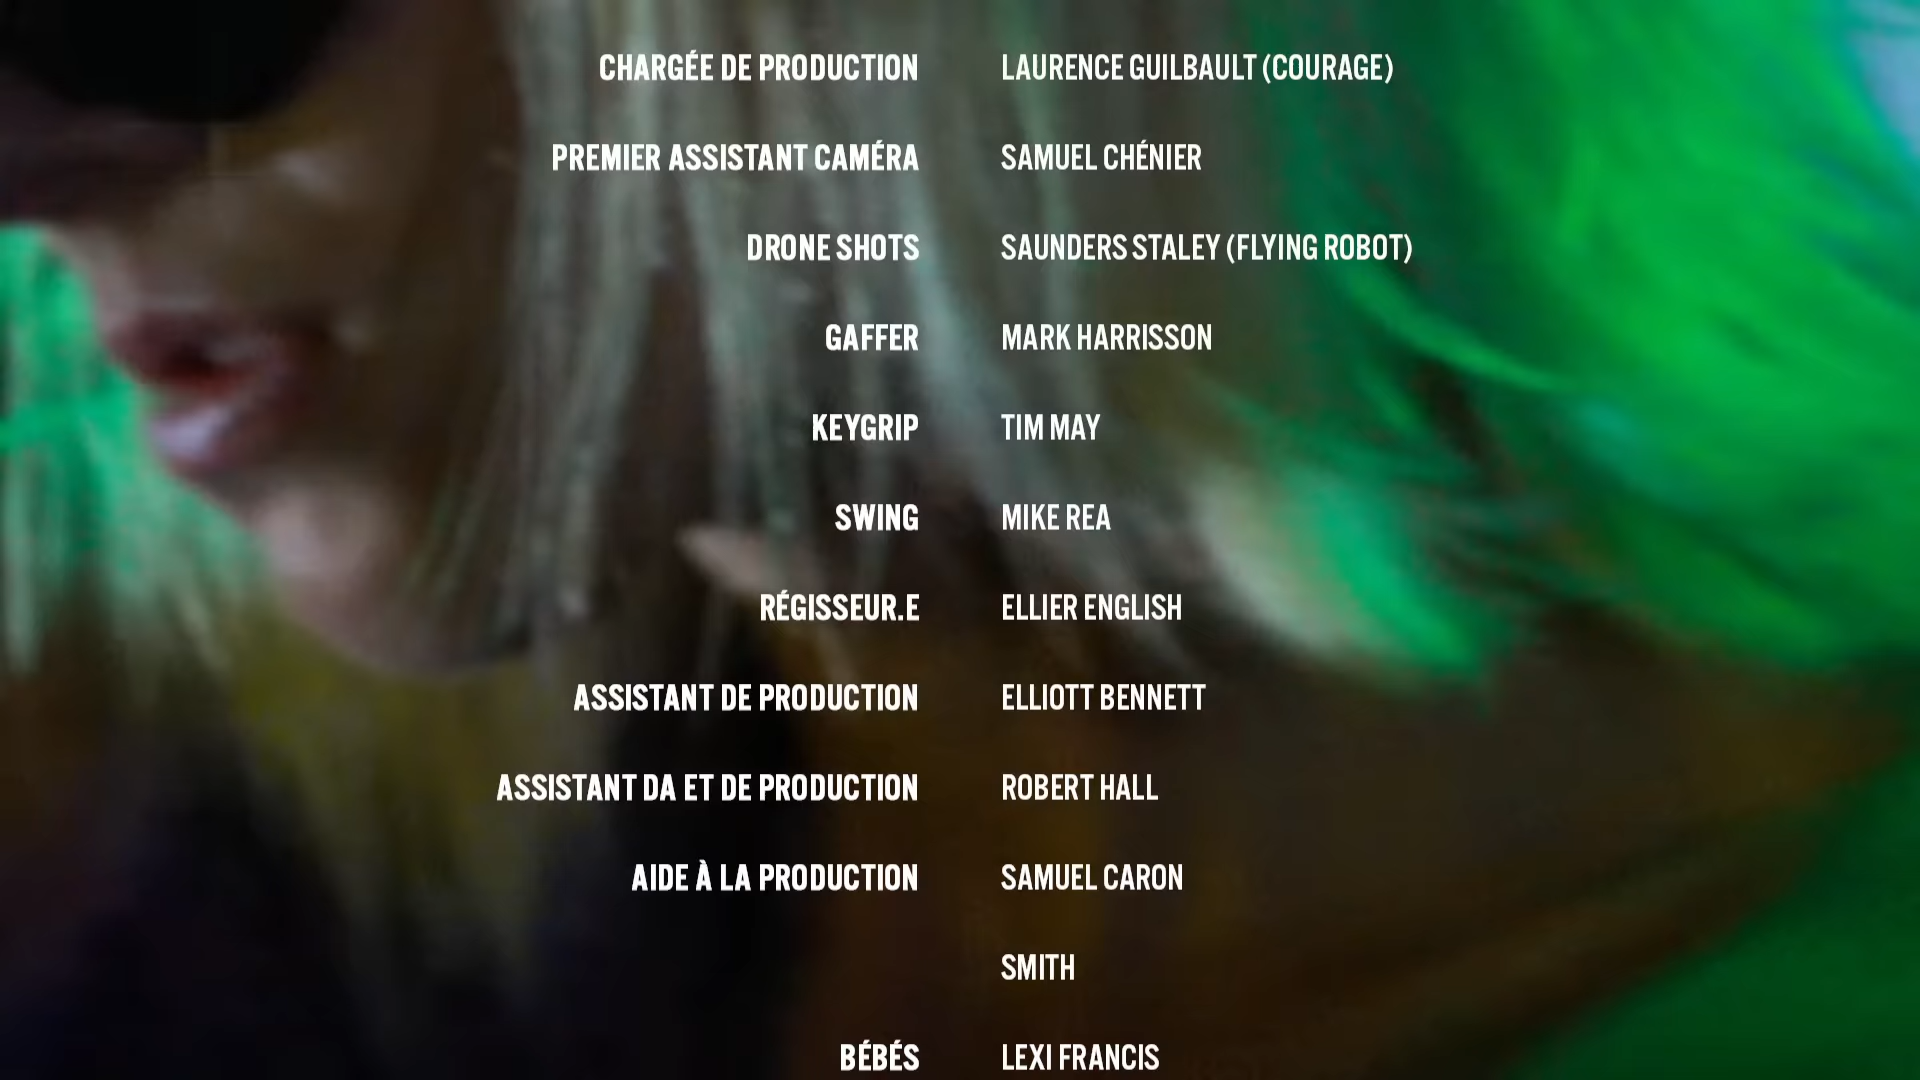 CHARGÉE DE PRODUCTION LAURENCE GUILBAULT (COURAGE)
PREMIER ASSISTANT CAMÉRA SAMUEL CHÉNIER
DRONE SHOTS SAUNDERS STALEY (FLYING ROBOT)
GAFFER MARK HARRISSON
KEYGRIP TIM MAY
SWING MIKE REA
RÉGISSEUR.E ELLIER ENGLISH
ASSISTANT DE PRODUCTION ELLIOTT BENNETT
ASSISTANT DA ET DE PRODUCTION ROBERT HALL
AIDE À LA PRODUCTION SAMUEL CARON
SMITH
BÉBÉS LEXI FRANCIS